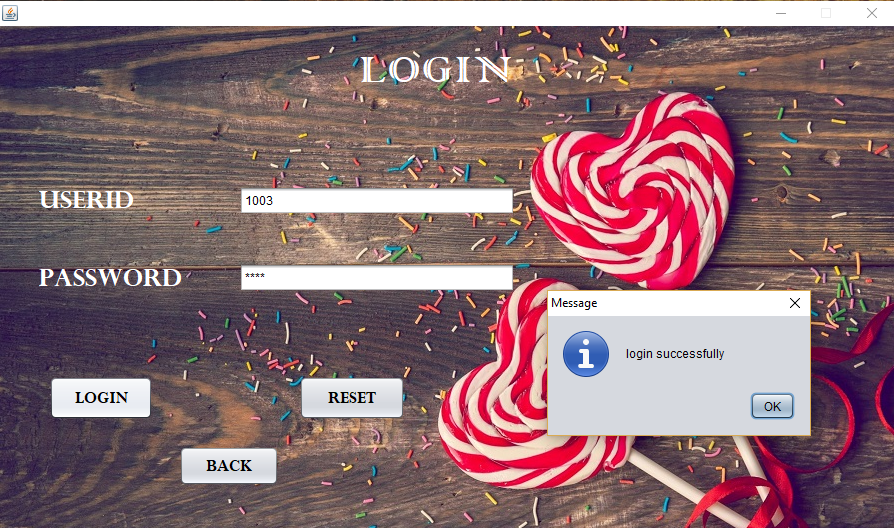 LOGIN
USERID
1003
PASSWORD
****
Message
login successfully
OK
LOGIN
RESET
BACK